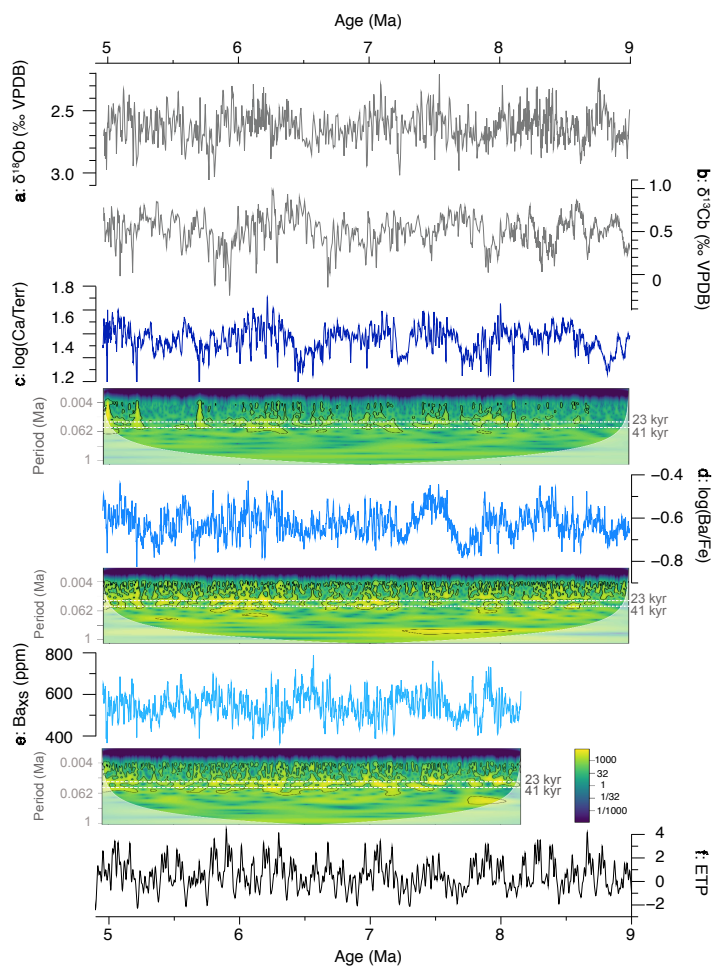 Age (Ma)
5 6 7 8 9
2.5
3.0
a: δ¹⁸Ob (‰ VPDB)
1.0
0.5
0
b: δ¹³Cb (‰ VPDB)
1.8
1.6
1.4
1.2
c: log(Ca/Terr)
0.004
0.062
1
Period (Ma)
23 kyr
41 kyr
−0.4
−0.6
−0.8
d: log(Ba/Fe)
0.004
0.062
1
Period (Ma)
23 kyr
41 kyr
800
600
400
e: BaXS (ppm)
0.004
0.062
1
Period (Ma)
23 kyr
41 kyr
1000
32
1
1/32
1/1000
4
2
0
−2
f: ETP
5 6 7 8 9
Age (Ma)